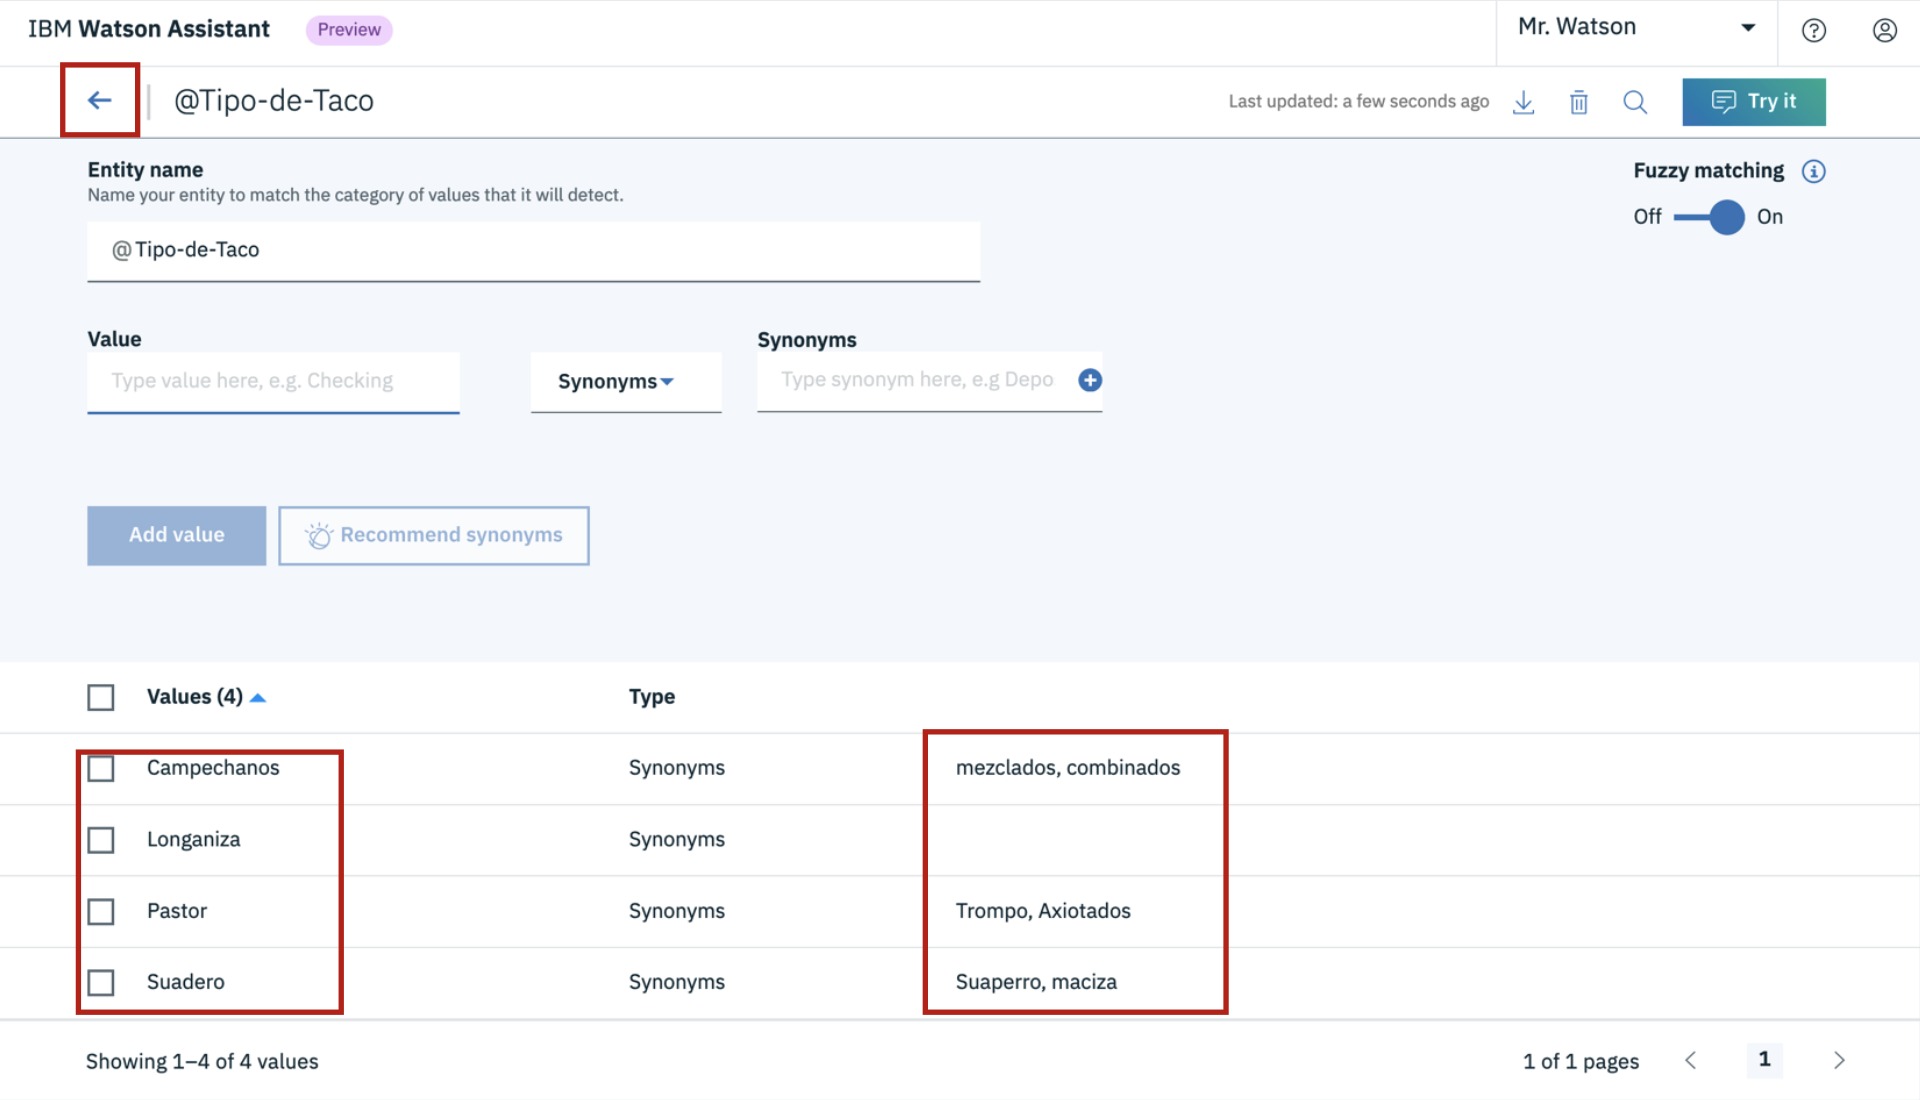 IBM Watson Assistant Preview Mr. Watson
@Tipo-de-Taco Last updated: a few seconds ago Try it
Entity name
Name your entity to match the category of values that it will detect.
Fuzzy matching
Off On
@Tipo-de-Taco
Value Synonyms
Type value here, e.g. Checking Synonyms Type synonym here, e.g Depo
Add value Recommend synonyms
Values (4) Type
Campechanos Synonyms mezclados, combinados
Longaniza Synonyms
Pastor Synonyms Trompo, Axiotados
Suadero Synonyms Suaperro, maciza
Showing 1–4 of 4 values 1 of 1 pages 1